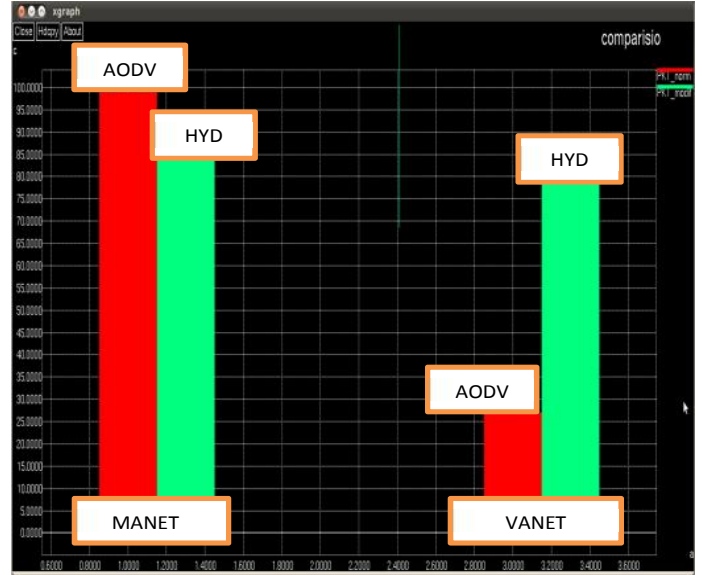 xgraph
Close Hdcpy About
comparisio
c
PKT_norm
PKT_modif
AODV
HYD
HYD
AODV
MANET
VANET
100.0000
95.0000
90.0000
85.0000
80.0000
75.0000
70.0000
65.0000
60.0000
55.0000
50.0000
45.0000
40.0000
35.0000
30.0000
25.0000
20.0000
15.0000
10.0000
5.0000
0.0000
a
0.6000 0.8000 1.0000 1.2000 1.4000 1.6000 1.8000 2.0000 2.2000 2.4000 2.6000 2.8000 3.0000 3.2000 3.4000 3.6000